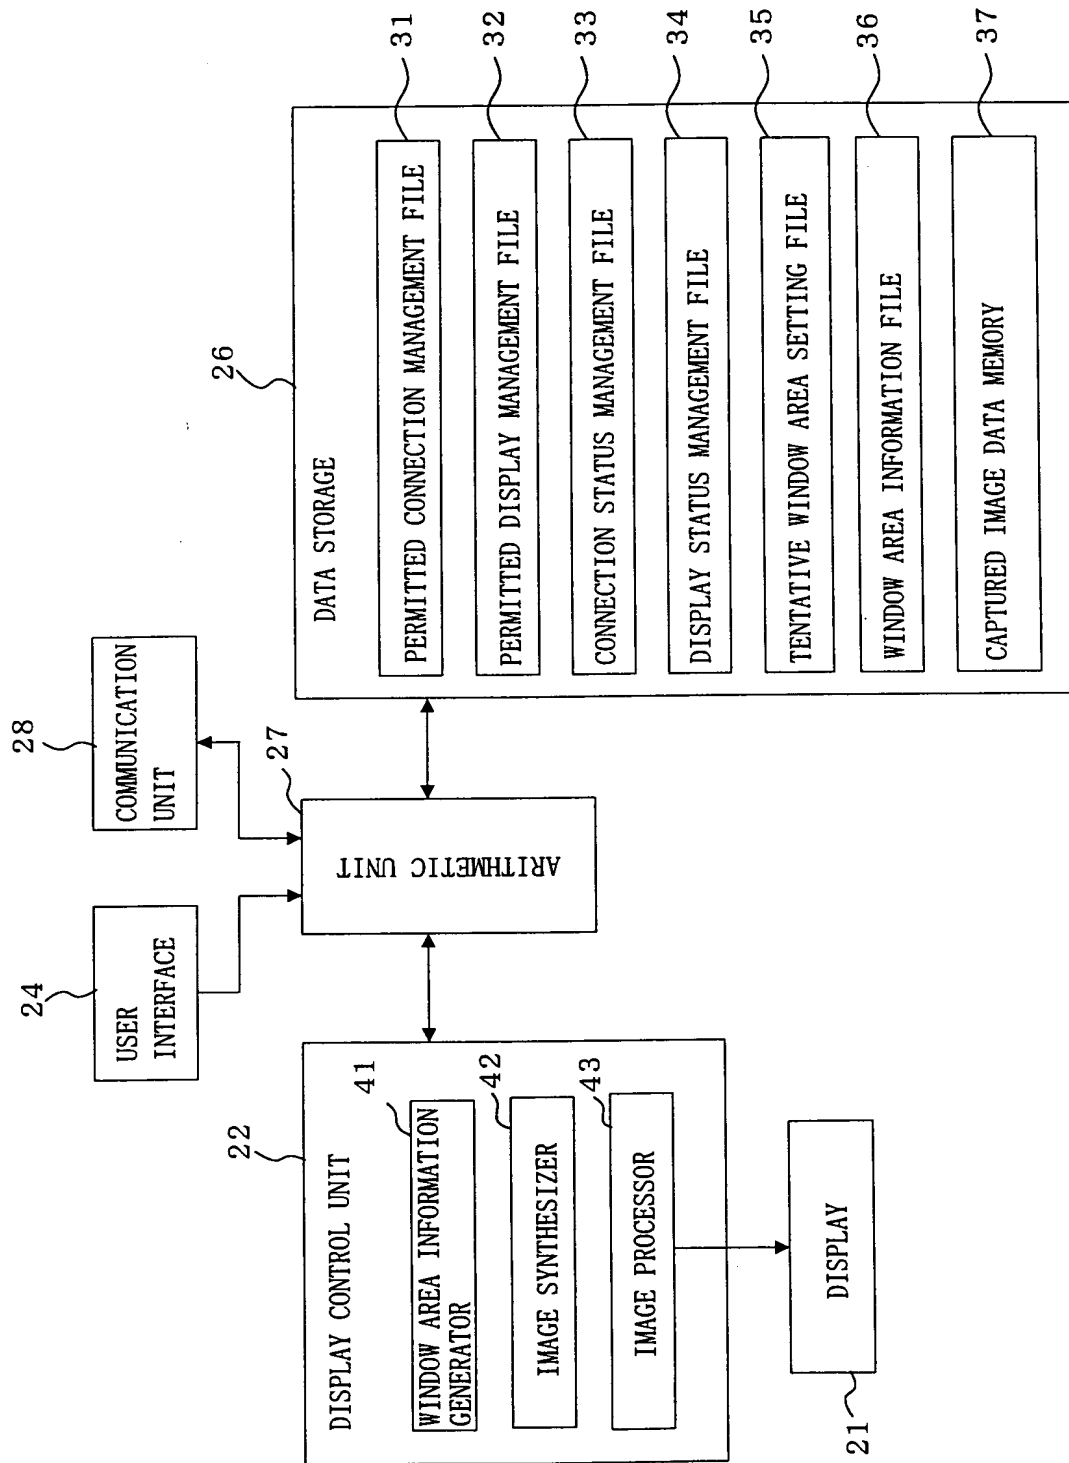 24
USER
INTERFACE
28
COMMUNICATION
UNIT
22
DISPLAY CONTROL UNIT
41
WINDOW AREA INFORMATION
GENERATOR
42
IMAGE SYNTHESIZER
43
IMAGE PROCESSOR
21
DISPLAY
27
ARITHMETIC UNIT
26
DATA STORAGE
PERMITTED CONNECTION MANAGEMENT FILE
31
PERMITTED DISPLAY MANAGEMENT FILE
32
CONNECTION STATUS MANAGEMENT FILE
33
DISPLAY STATUS MANAGEMENT FILE
34
TENTATIVE WINDOW AREA SETTING FILE
35
WINDOW AREA INFORMATION FILE
36
CAPTURED IMAGE DATA MEMORY
37